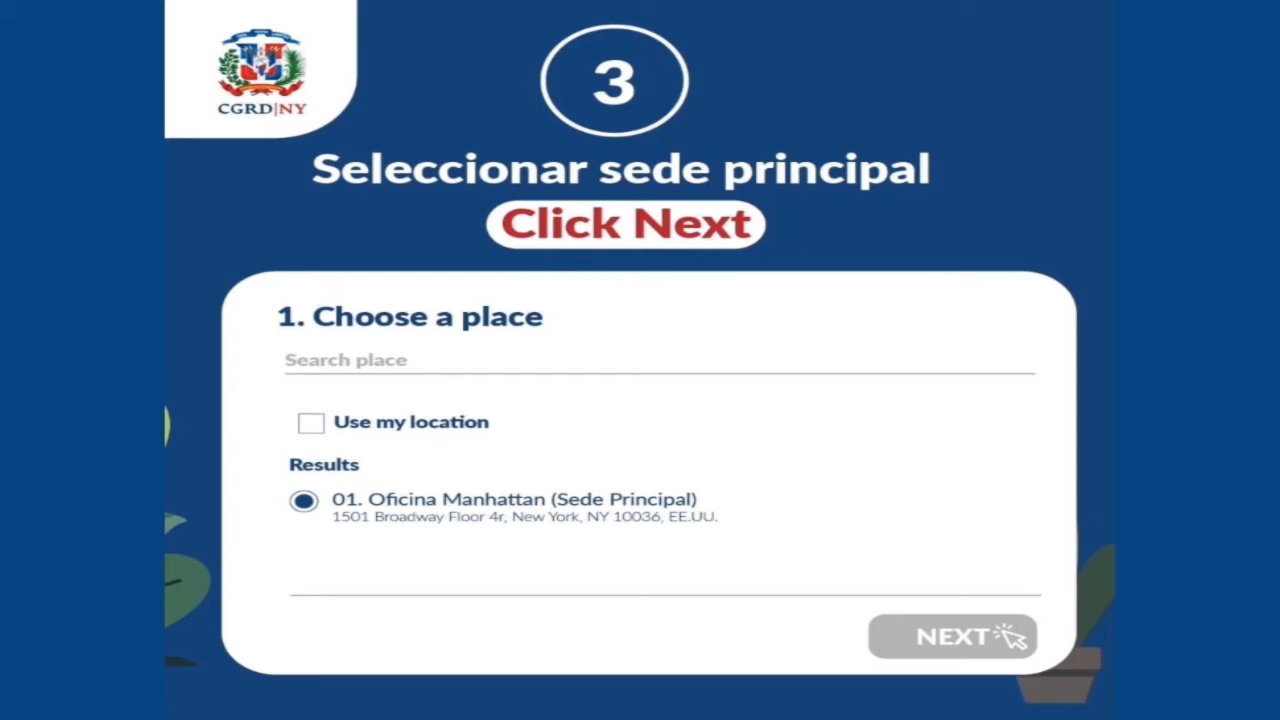 CGRD|NY
3
Seleccionar sede principal
Click Next
1. Choose a place
Search place
Use my location
Results
01. Oficina Manhattan (Sede Principal)
1501 Broadway Floor 4r, New York, NY 10036, EE.UU.
NEXT